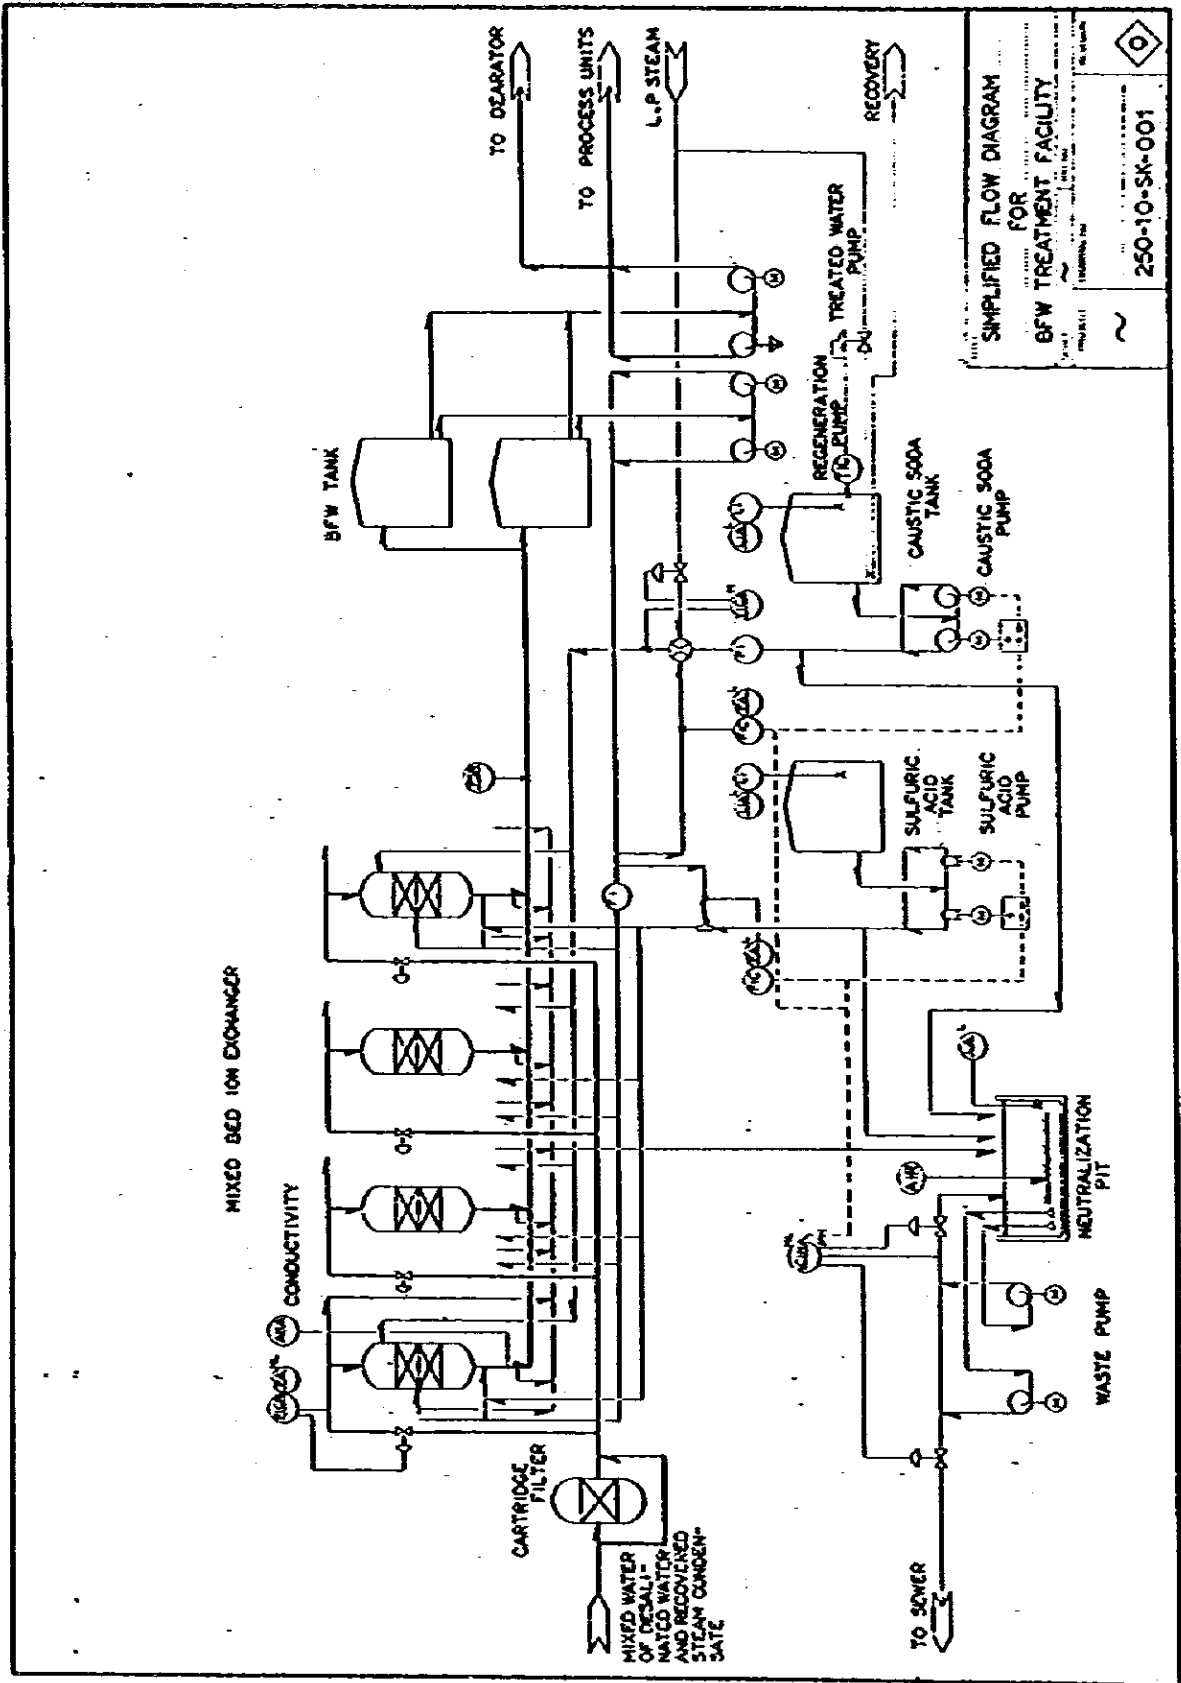 MIXED BED ION EXCHANGER
CONDUCTIVITY
CARTRIDGE
FILTER
MIXED WATER
OF DESALI-
NATED WATER
AND RECOVERED
STEAM CONDEN-
SATE
BFW TANK
TO DEARATOR
TO PROCESS UNITS
L.P STEAM
RECOVERY
REGENERATION
PUMP
TREATED WATER
PUMP
CAUSTIC SODA
TANK
CAUSTIC SODA
PUMP
SULFURIC
ACID
TANK
SULFURIC
ACID
PUMP
NEUTRALIZATION
PIT
WASTE PUMP
TO SEWER
M
M
M
M
M
M
M
M
M
SIMPLIFIED FLOW DIAGRAM
FOR
BFW TREATMENT FACILITY
250-10-SK-001
0